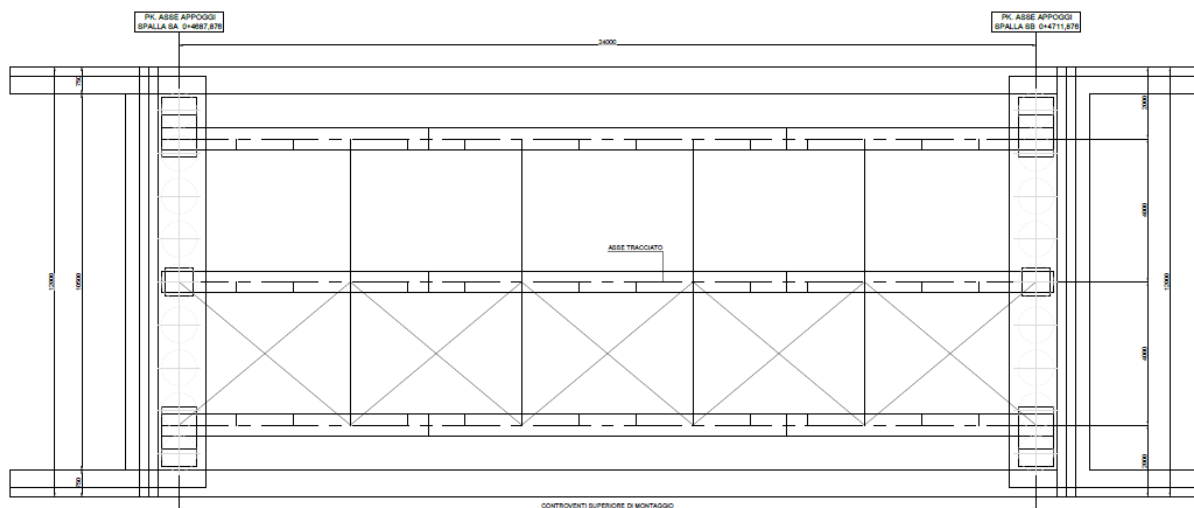 PK. ASSE APPOGGI
SPALLA SA 0+4687,876
PK. ASSE APPOGGI
SPALLA SB 0+4711,876
24000
750
2000
4000
ASSE TRACCIATO
12000
10500
12000
4000
750
2000
CONTROVENTI SUPERIORE DI MONTAGGIO